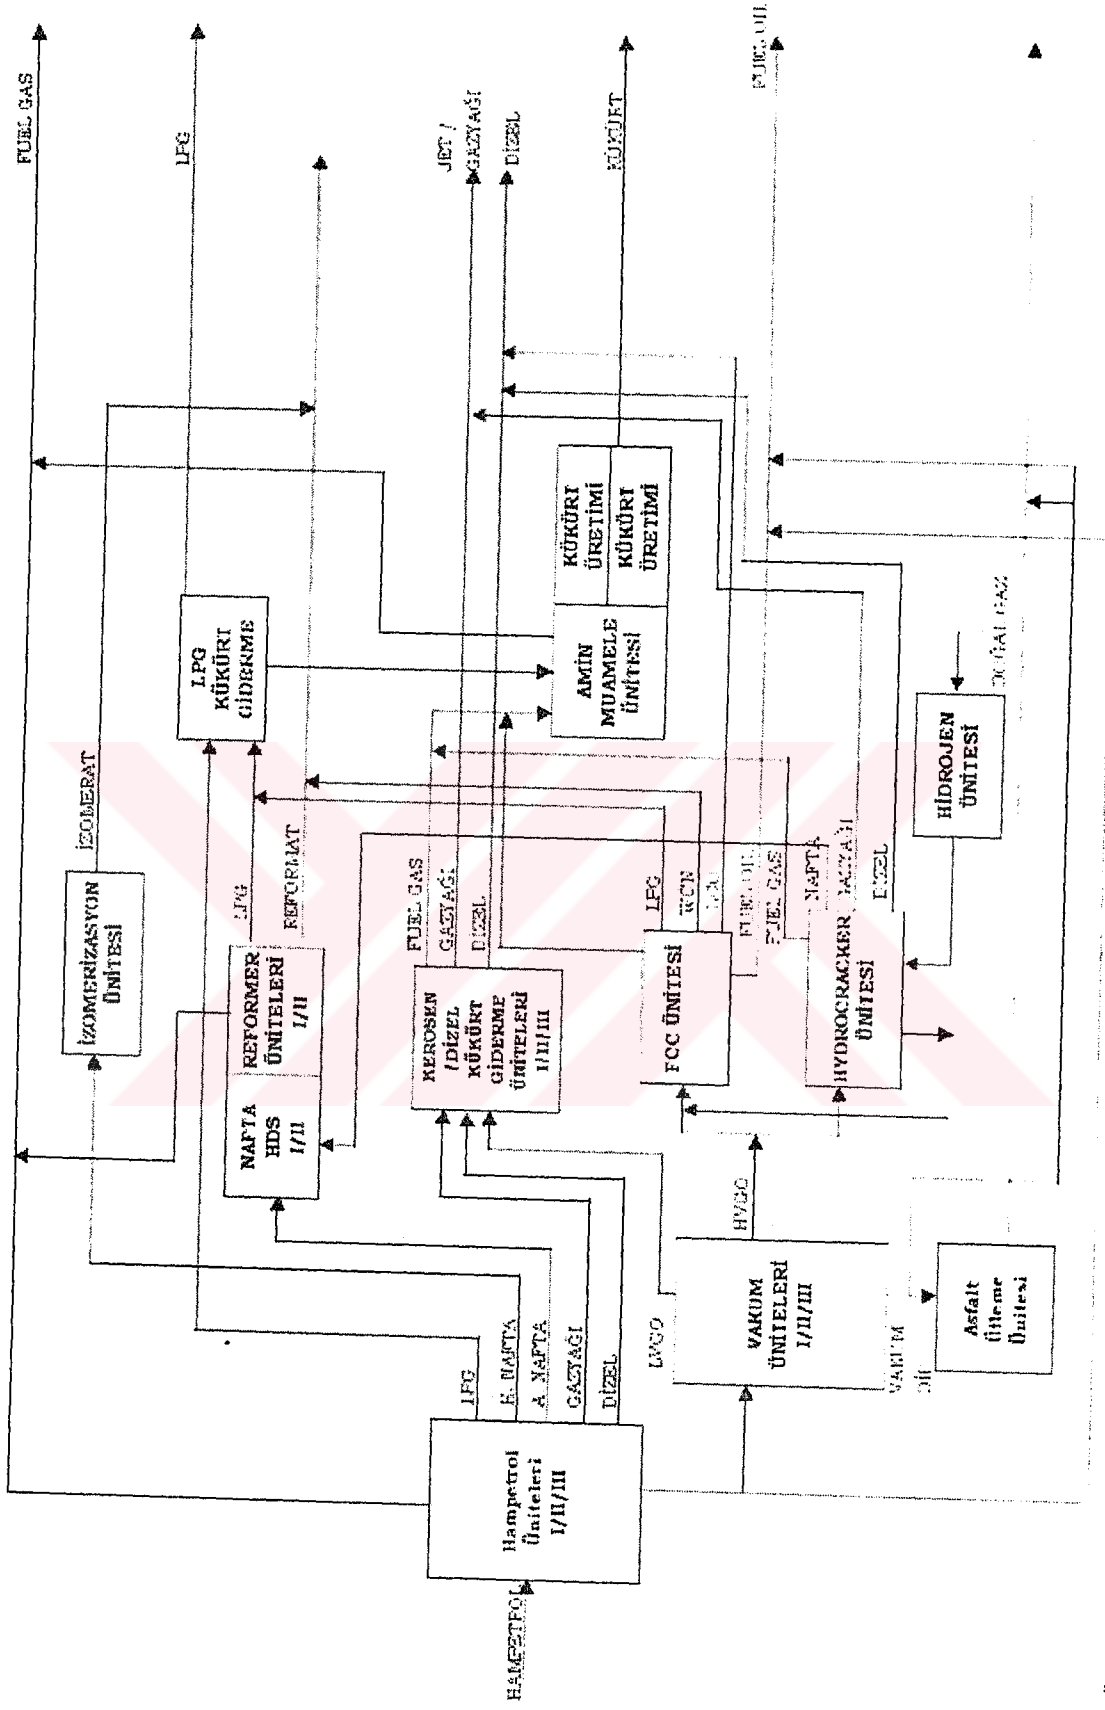 FUEL GAS
LPG
JET /
GAZYAĞI
DİZEL
KÜKÜRT
FUEL OIL
İZOMERAT
İZOMERİZASYON
ÜNİTESİ
LPG
KÜKÜRT
GİDERME
LPG
REFORMAT
NAFTA
HDS
I/II
REFORMER
ÜNİTELERİ
I/II
FUEL GAS
GAZYAĞI
DİZEL
KEROSEN
/DİZEL
KÜKÜRT
GİDERME
ÜNİTELERİ
I/II/III
AMİN
MUAMELE
ÜNİTESİ
KÜKÜRT
ÜRETİMİ
KÜKÜRT
ÜRETİMİ
LPG
WCN
FUEL OIL
FUEL GAS
FCC ÜNİTESİ
NAFTA
GAZYAĞI
DİZEL
HYDROCRACKER
ÜNİTESİ
HİDROJEN
ÜNİTESİ
DOĞAL GAZ
HAMPETROL
Hampetrol
Üniteleri
I/II/III
LPG
H. NAFTA
A. NAFTA
GAZYAĞI
DİZEL
LVGO
HVGO
VAKUM
ÜNİTELERİ
I/II/III
VAKUM
DİP
Asfalt
Üfleme
Ünitesi